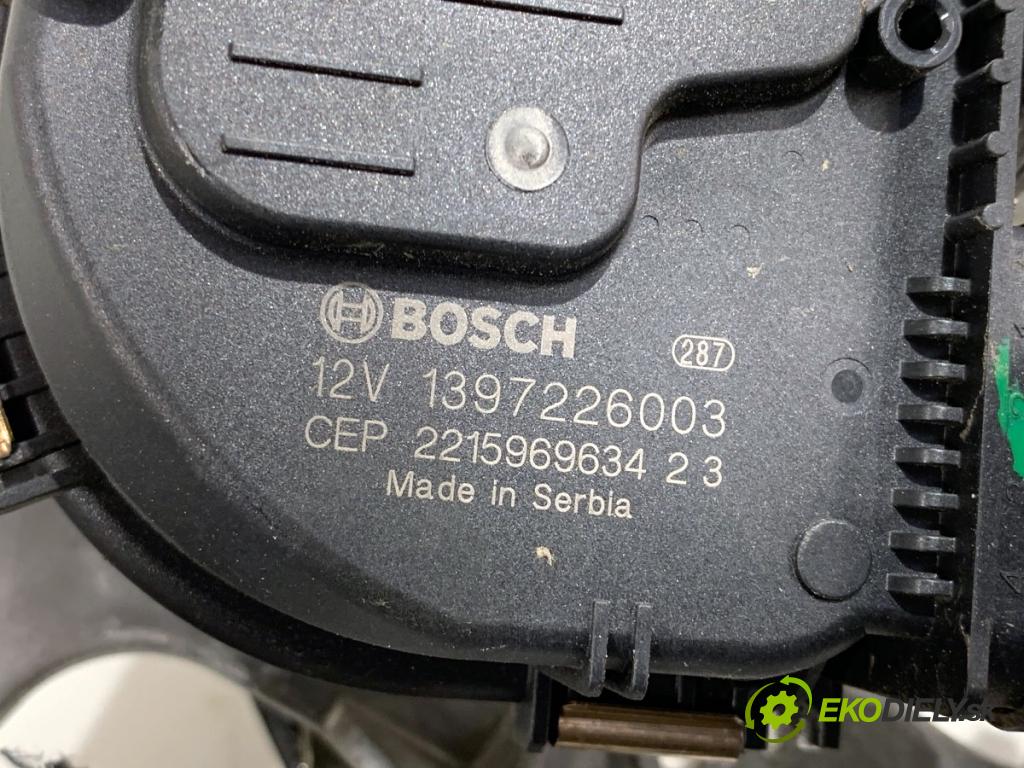 BOSCH
287
12V 1397226003
CEP 2215969634 2 3
Made in Serbia
EKODIELY.sk